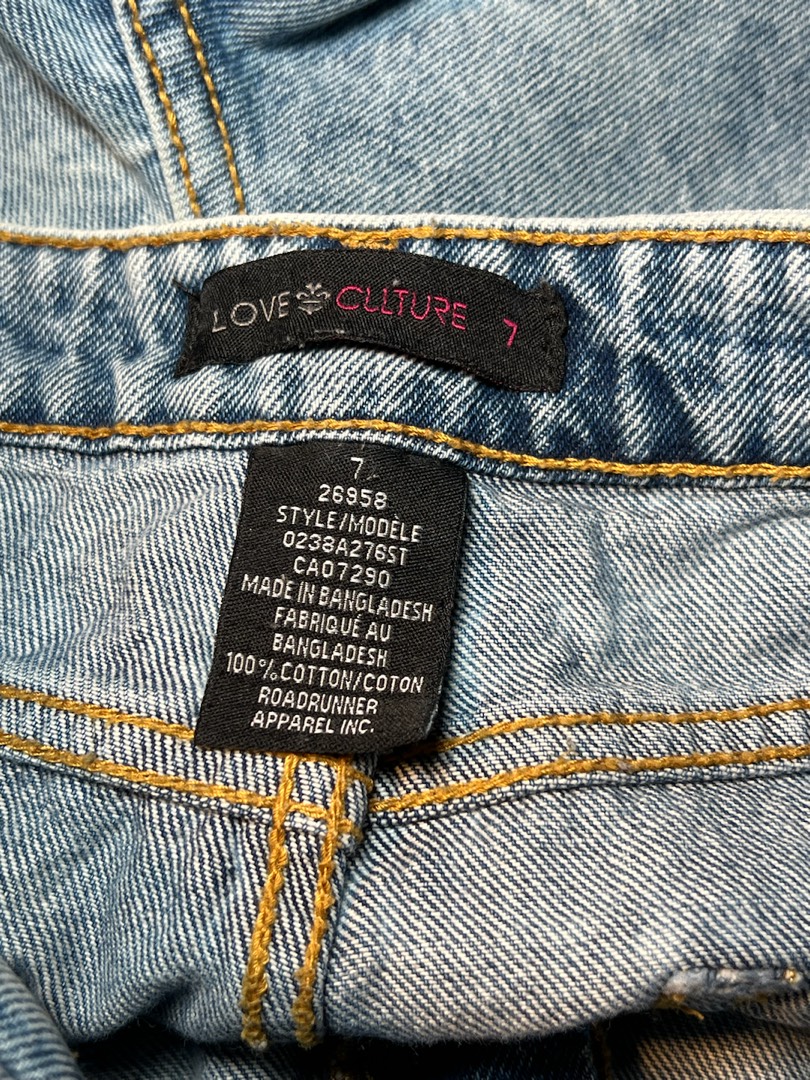 LOVE CULTURE 7
7
26958
STYLE/MODÈLE
0238A276ST
CA07290
MADE IN BANGLADESH
FABRIQUÉ AU
BANGLADESH
100% COTTON/COTON
ROADRUNNER
APPAREL INC.